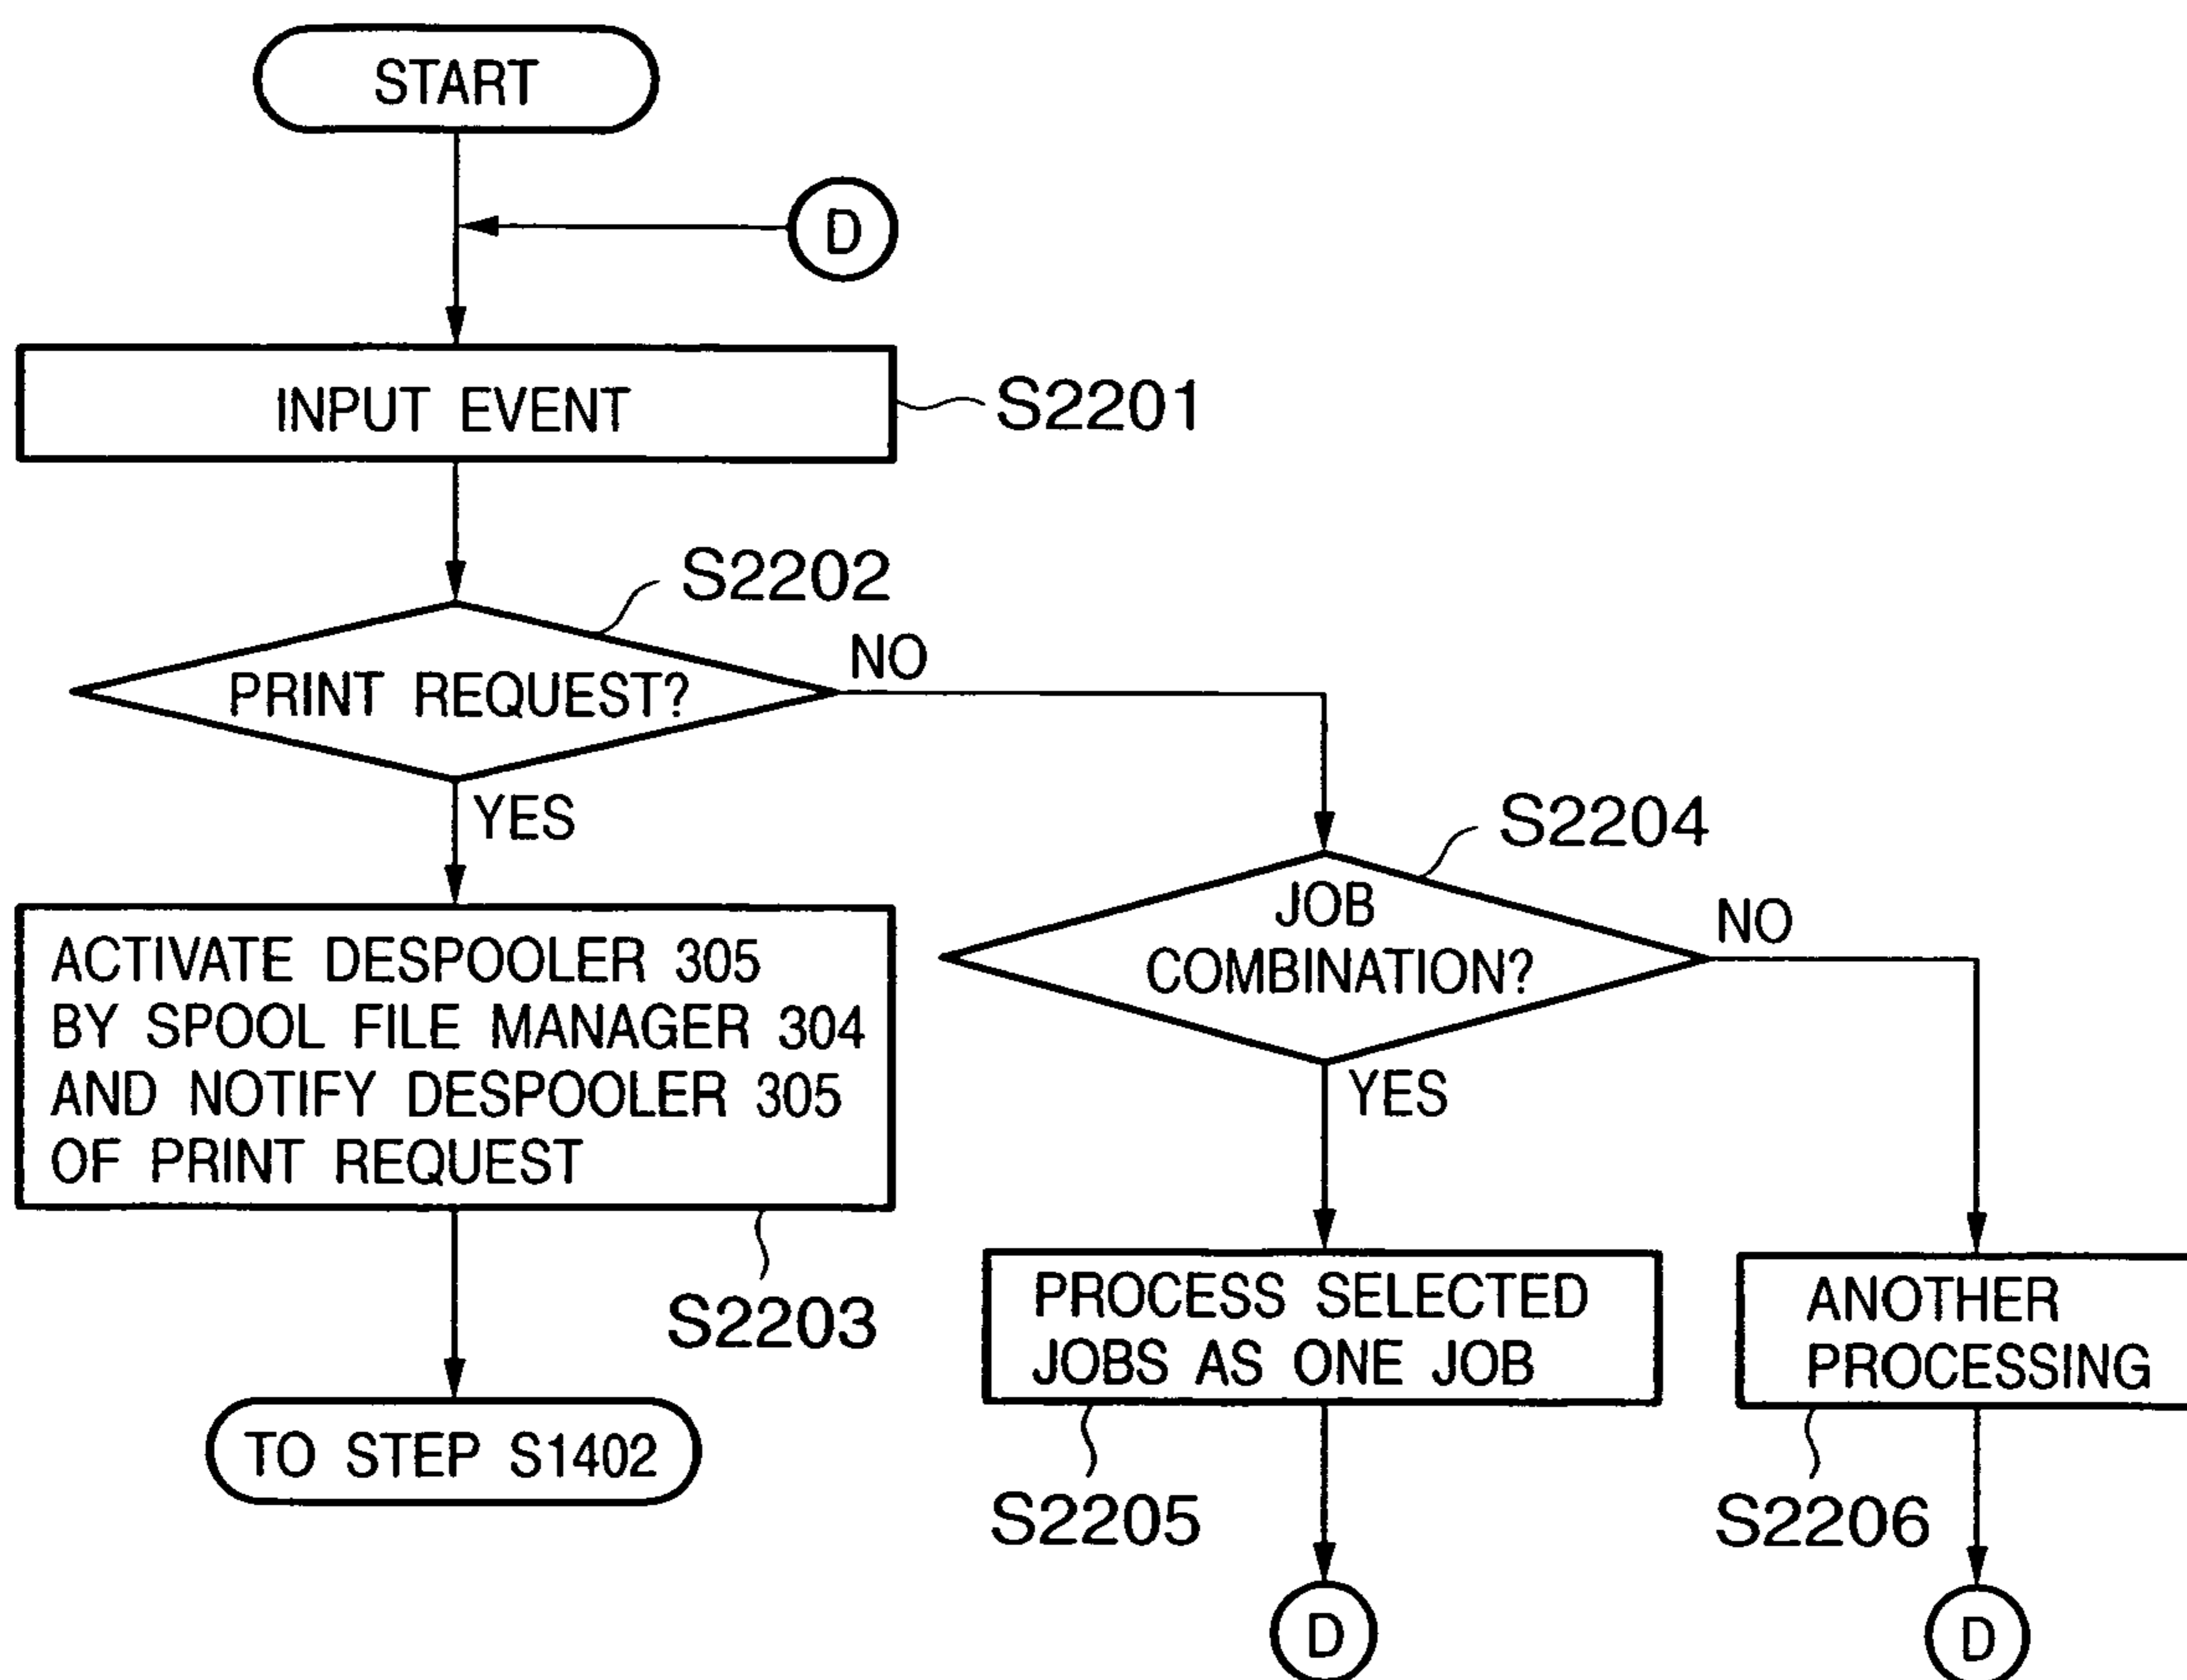 START
D
INPUT EVENT
S2201
S2202
PRINT REQUEST?
NO
YES
S2204
JOB
COMBINATION?
NO
YES
ACTIVATE DESPOOLER 305
BY SPOOL FILE MANAGER 304
AND NOTIFY DESPOOLER 305
OF PRINT REQUEST
S2203
TO STEP S1402
PROCESS SELECTED
JOBS AS ONE JOB
S2205
ANOTHER
PROCESSING
S2206
D
D